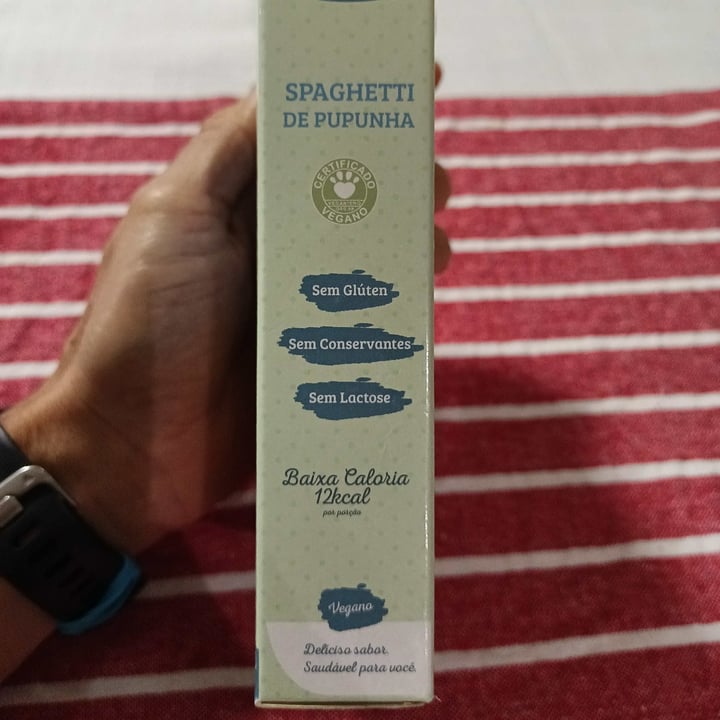 SPAGHETTI
DE PUPUNHA
CERTIFICADO
VEGANO
Sem Glúten
Sem Conservantes
Sem Lactose
Baixa Caloria
12kcal
por porção
Vegano
Delicioso sabor.
Saudável para você.